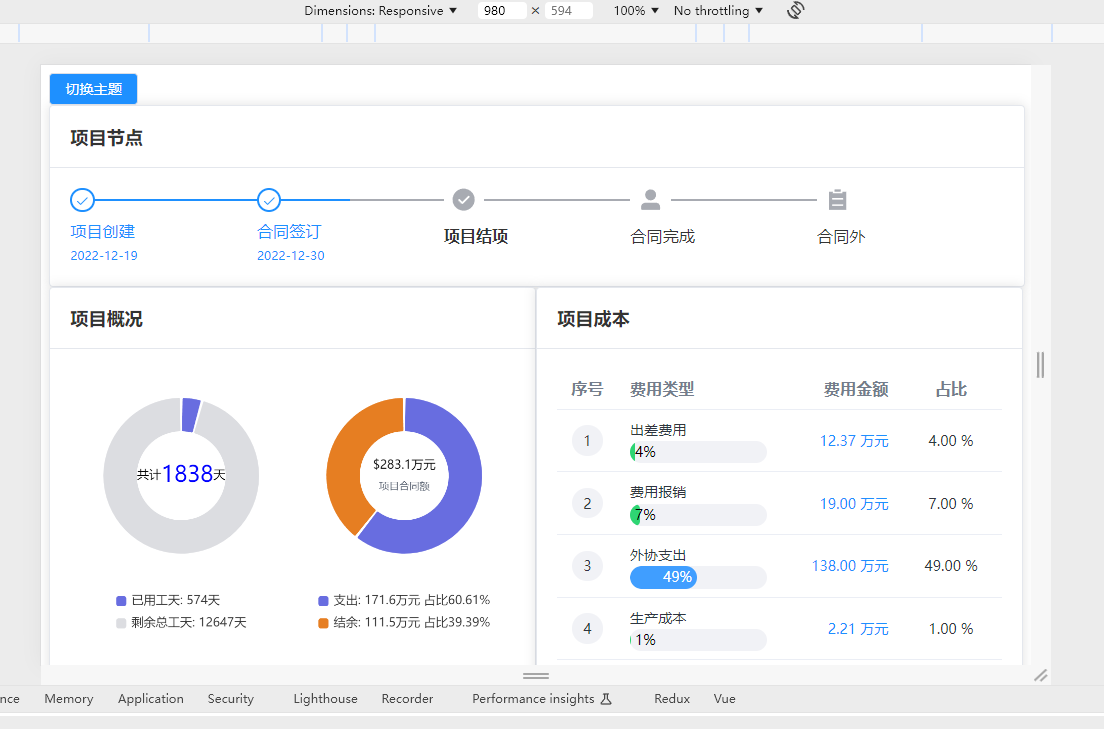 Dimensions: Responsive ▼ 980 × 594 100% ▼ No throttling ▼
切换主题
项目节点
项目创建 合同签订 项目结项 合同完成 合同外
2022-12-19 2022-12-30
项目概况
共计1838天
$283.1万元
项目合同额
已用工天: 574天
剩余总工天: 12647天
支出: 171.6万元 占比60.61%
结余: 111.5万元 占比39.39%
项目成本
序号 费用类型 费用金额 占比
1 出差费用 4% 12.37 万元 4.00 %
2 费用报销 7% 19.00 万元 7.00 %
3 外协支出 49% 138.00 万元 49.00 %
4 生产成本 1% 2.21 万元 1.00 %
nce Memory Application Security Lighthouse Recorder Performance insights Redux Vue